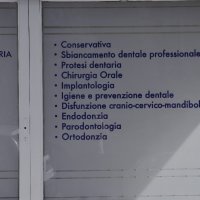 RIA
• Conservativa
• Sbiancamento dentale professionale
• Protesi dentaria
• Chirurgia Orale
• Implantologia
• Igiene e prevenzione dentale
• Disfunzione cranio-cervico-mandibol
• Endodonzia
• Parodontologia
• Ortodonzia